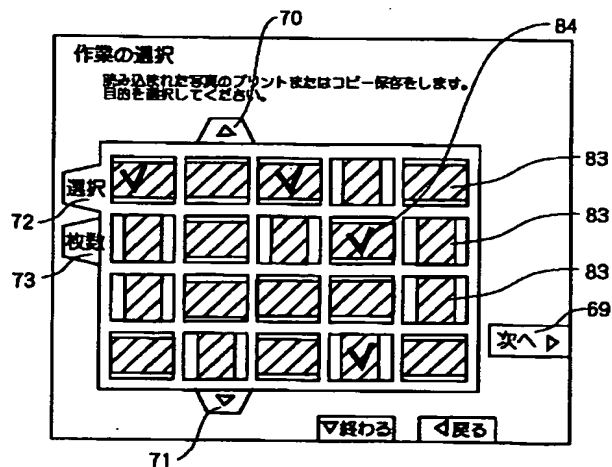 70
84
作業の選択
読み込まれた写真のプリントまたはコピー保存をします。
目的を選択してください。
△
選択
72
83
枚数
73
83
83
69
次へ ▷
▽
71
▽終わる
◁戻る